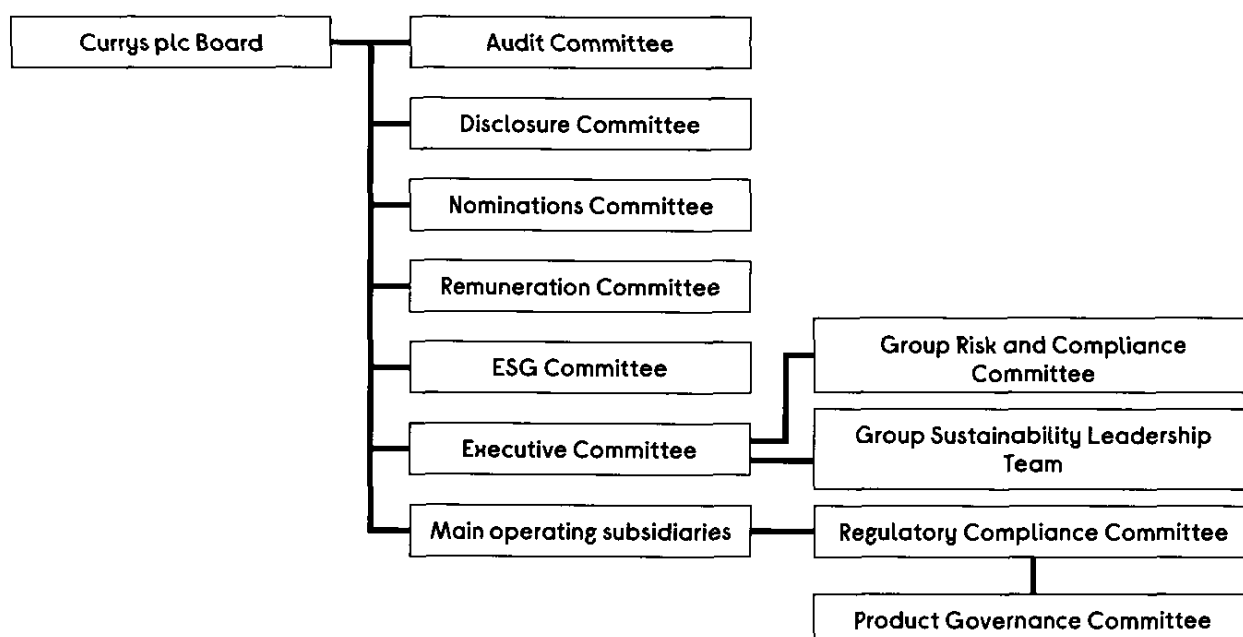 Currys plc Board
Audit Committee
Disclosure Committee
Nominations Committee
Remuneration Committee
ESG Committee
Group Risk and Compliance
Committee
Executive Committee
Group Sustainability Leadership
Team
Main operating subsidiaries
Regulatory Compliance Committee
Product Governance Committee